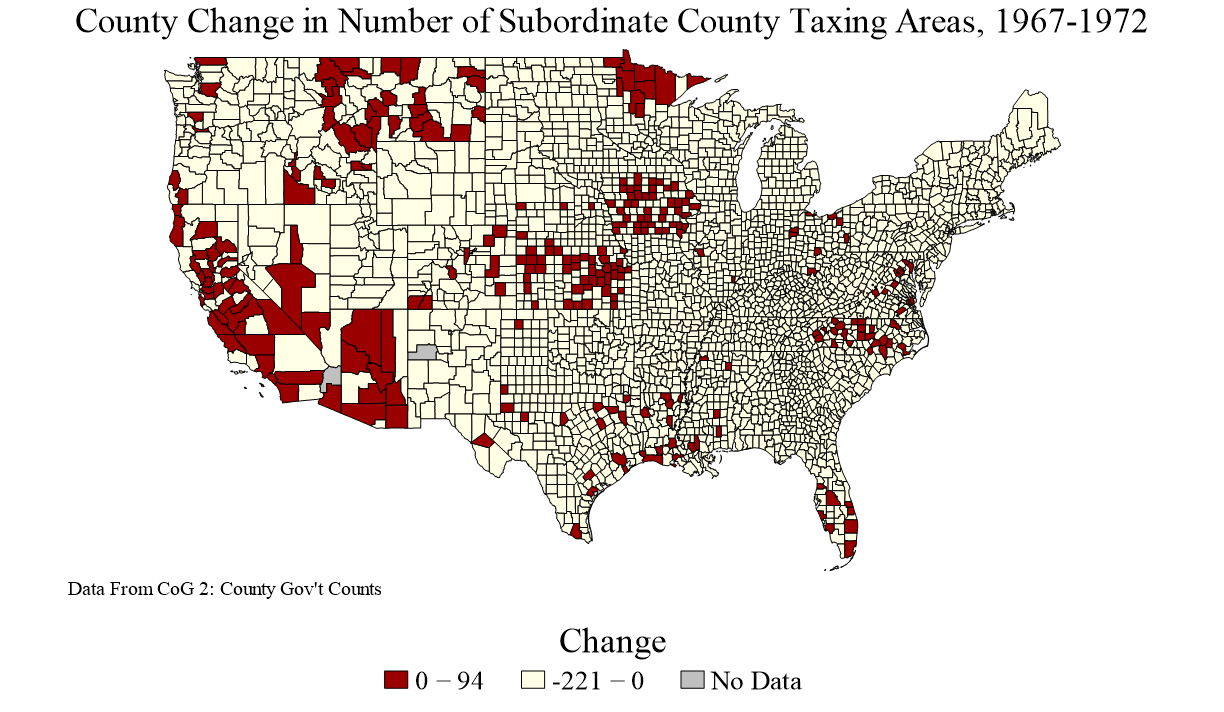 County Change in Number of Subordinate County Taxing Areas, 1967-1972
Data From CoG 2: County Gov't Counts
Change
0 − 94 -221 − 0 No Data